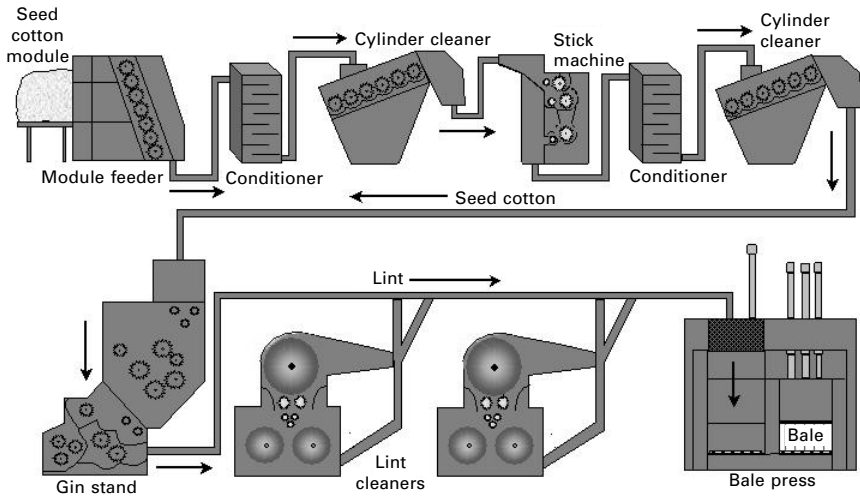 Seed
cotton
module
Cylinder cleaner
Stick
machine
Cylinder
cleaner
Module feeder
Conditioner
Conditioner
Seed cotton
Lint
Bale
Lint
cleaners
Gin stand
Bale press